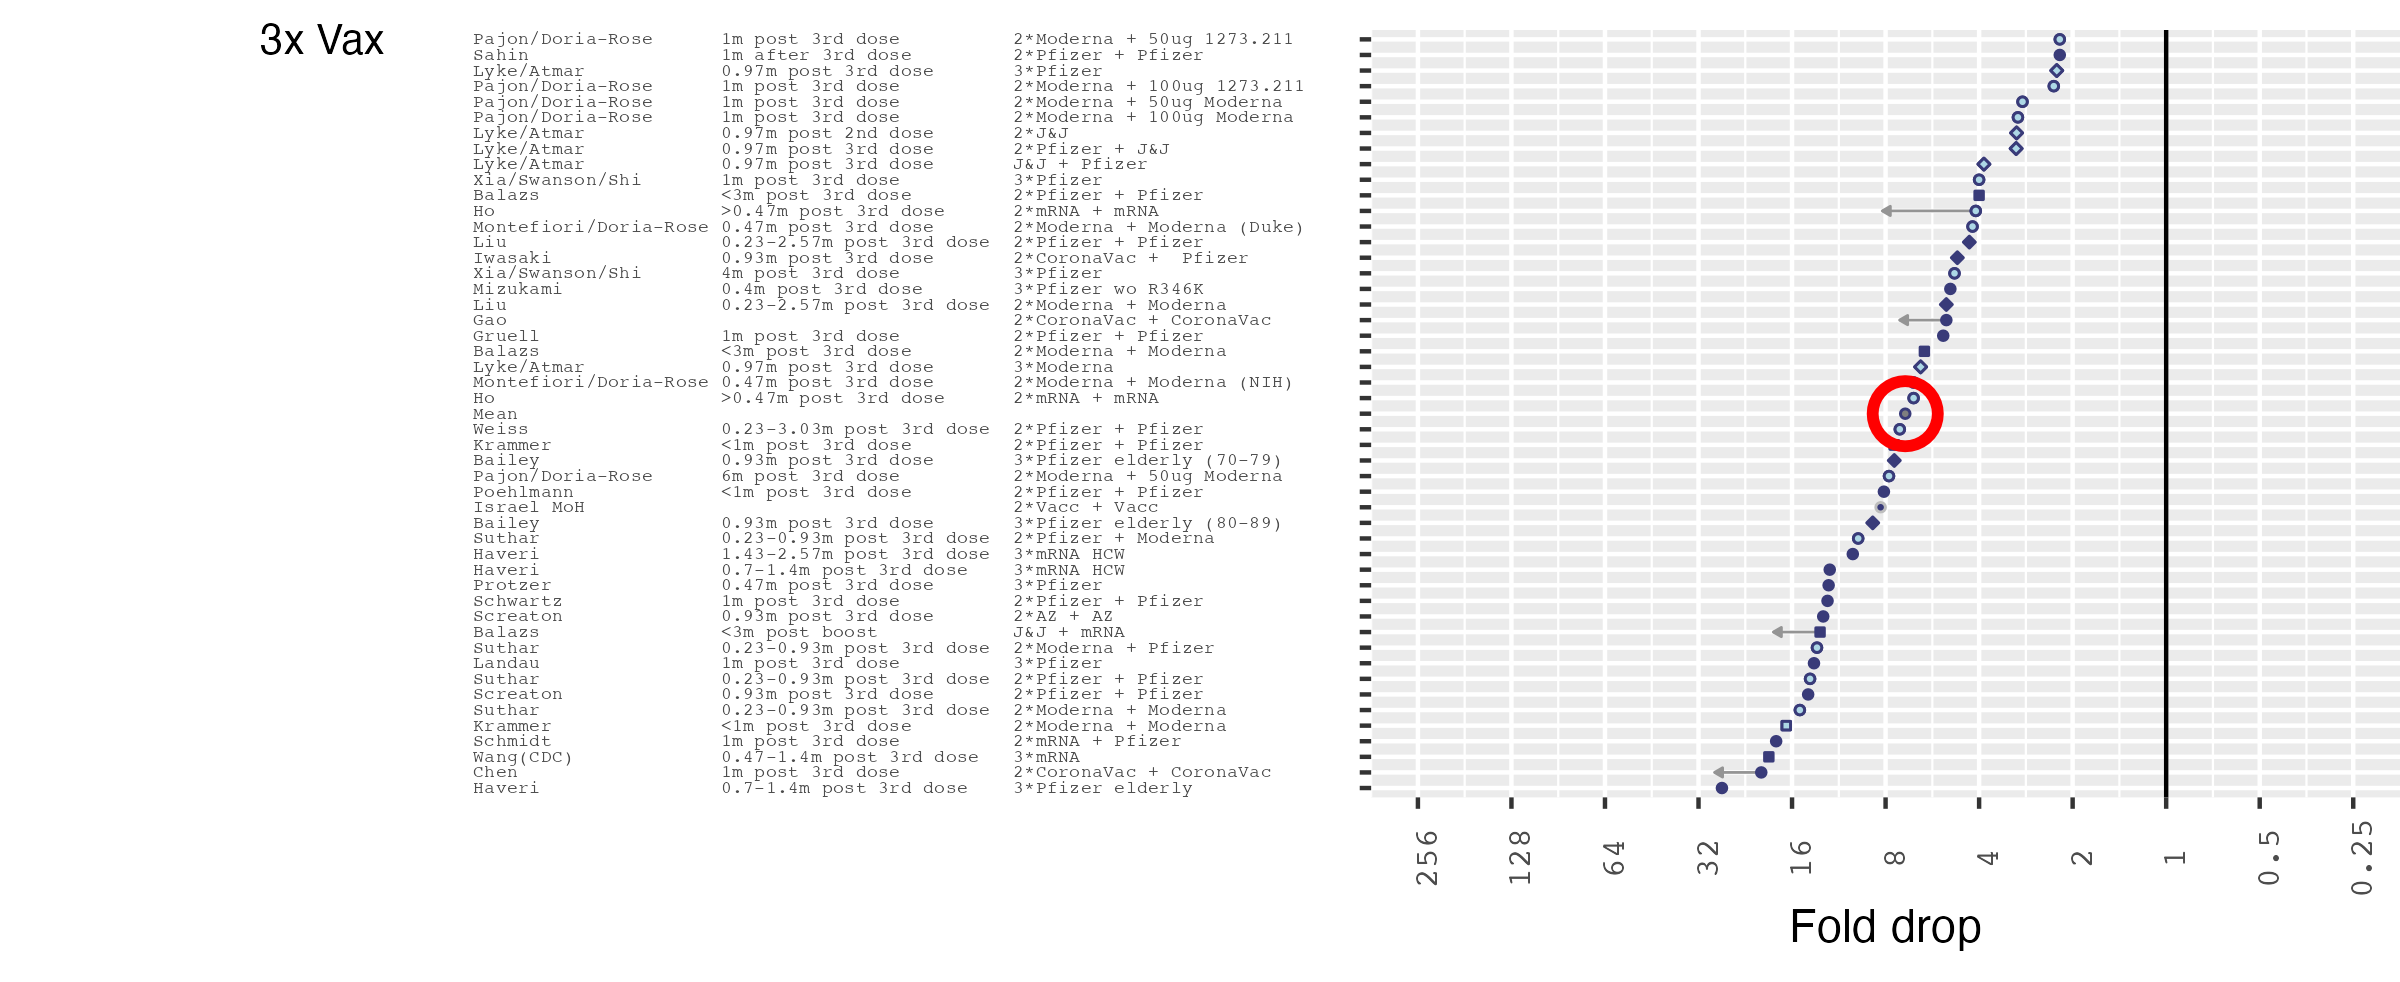 3x Vax
Pajon/Doria-Rose 1m post 3rd dose 2*Moderna + 50ug 1273.211
Sahin 1m after 3rd dose 2*Pfizer + Pfizer
Lyke/Atmar 0.97m post 3rd dose 3*Pfizer
Pajon/Doria-Rose 1m post 3rd dose 2*Moderna + 100ug 1273.211
Pajon/Doria-Rose 1m post 3rd dose 2*Moderna + 50ug Moderna
Pajon/Doria-Rose 1m post 3rd dose 2*Moderna + 100ug Moderna
Lyke/Atmar 0.97m post 2nd dose 2*J&J
Lyke/Atmar 0.97m post 3rd dose 2*Pfizer + J&J
Lyke/Atmar 0.97m post 3rd dose J&J + Pfizer
Xia/Swanson/Shi 1m post 3rd dose 3*Pfizer
Balazs <3m post 3rd dose 2*Pfizer + Pfizer
Ho >0.47m post 3rd dose 2*mRNA + mRNA
Montefiori/Doria-Rose 0.47m post 3rd dose 2*Moderna + Moderna (Duke)
Liu 0.23-2.57m post 3rd dose 2*Pfizer + Pfizer
Iwasaki 0.93m post 3rd dose 2*CoronaVac +  Pfizer
Xia/Swanson/Shi 4m post 3rd dose 3*Pfizer
Mizukami 0.4m post 3rd dose 3*Pfizer wo R346K
Liu 0.23-2.57m post 3rd dose 2*Moderna + Moderna
Gao 2*CoronaVac + CoronaVac
Gruell 1m post 3rd dose 2*Pfizer + Pfizer
Balazs <3m post 3rd dose 2*Moderna + Moderna
Lyke/Atmar 0.97m post 3rd dose 3*Moderna
Montefiori/Doria-Rose 0.47m post 3rd dose 2*Moderna + Moderna (NIH)
Ho >0.47m post 3rd dose 2*mRNA + mRNA
Mean
Weiss 0.23-3.03m post 3rd dose 2*Pfizer + Pfizer
Krammer <1m post 3rd dose 2*Pfizer + Pfizer
Bailey 0.93m post 3rd dose 3*Pfizer elderly (70-79)
Pajon/Doria-Rose 6m post 3rd dose 2*Moderna + 50ug Moderna
Poehlmann <1m post 3rd dose 2*Pfizer + Pfizer
Israel MoH 2*Vacc + Vacc
Bailey 0.93m post 3rd dose 3*Pfizer elderly (80-89)
Suthar 0.23-0.93m post 3rd dose 2*Pfizer + Moderna
Haveri 1.43-2.57m post 3rd dose 3*mRNA HCW
Haveri 0.7-1.4m post 3rd dose 3*mRNA HCW
Protzer 0.47m post 3rd dose 3*Pfizer
Schwartz 1m post 3rd dose 2*Pfizer + Pfizer
Screaton 0.93m post 3rd dose 2*AZ + AZ
Balazs <3m post boost J&J + mRNA
Suthar 0.23-0.93m post 3rd dose 2*Moderna + Pfizer
Landau 1m post 3rd dose 3*Pfizer
Suthar 0.23-0.93m post 3rd dose 2*Pfizer + Pfizer
Screaton 0.93m post 3rd dose 2*Pfizer + Pfizer
Suthar 0.23-0.93m post 3rd dose 2*Moderna + Moderna
Krammer <1m post 3rd dose 2*Moderna + Moderna
Schmidt 1m post 3rd dose 2*mRNA + Pfizer
Wang(CDC) 0.47-1.4m post 3rd dose 3*mRNA
Chen 1m post 3rd dose 2*CoronaVac + CoronaVac
Haveri 0.7-1.4m post 3rd dose 3*Pfizer elderly
256 128 64 32 16 8 4 2 1 0.5 0.25
Fold drop